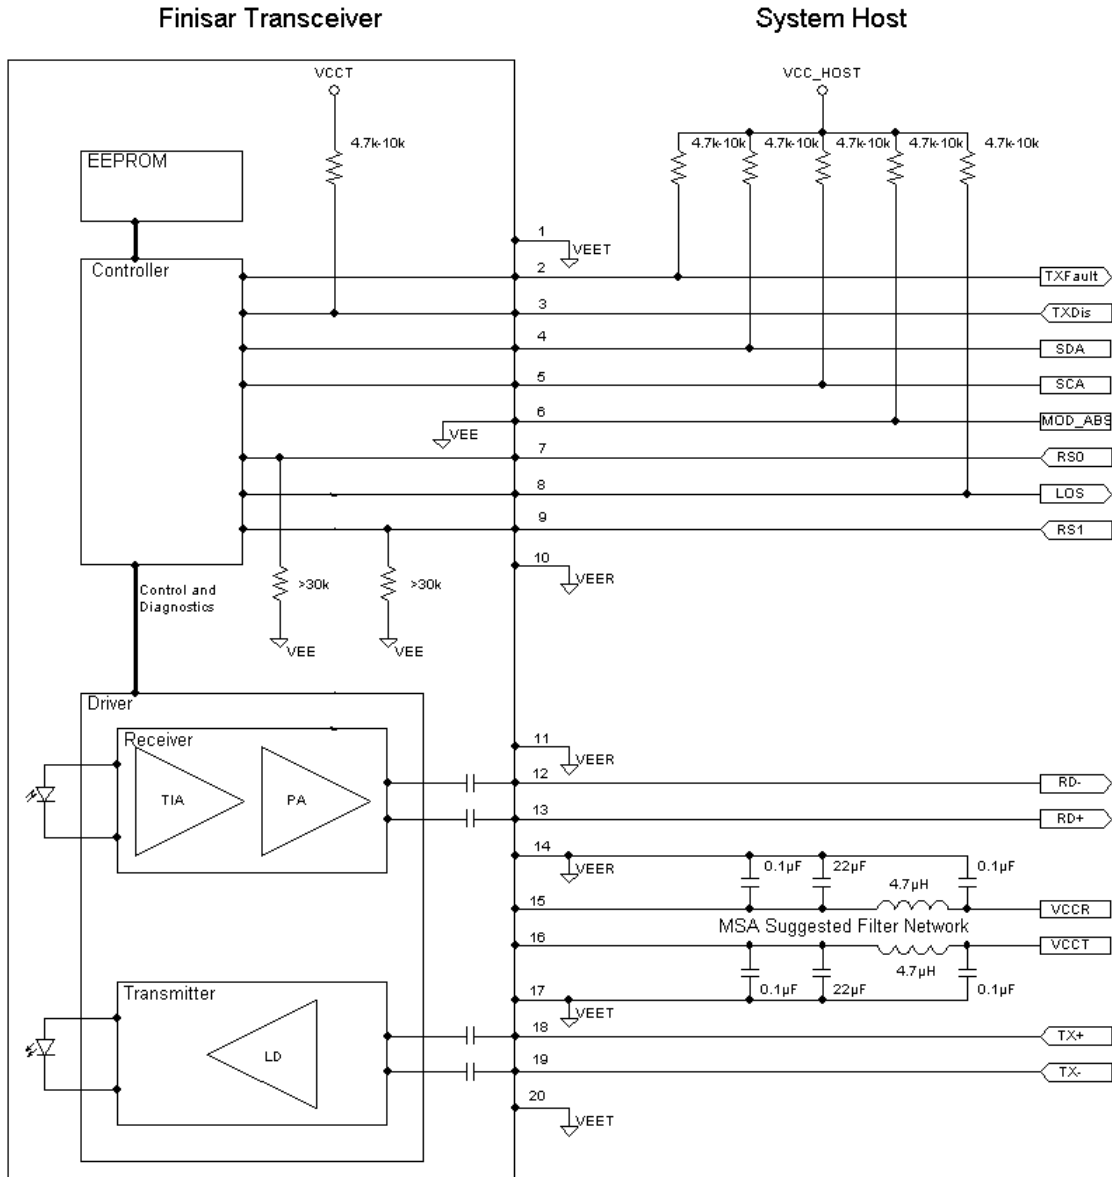 Finisar Transceiver
System Host
VCCT
VCC_HOST
4.7k-10k
4.7k-10k
4.7k-10k
4.7k-10k
4.7k-10k
4.7k-10k
EEPROM
1
VEET
Controller
2
TXFault
3
TXDis
4
SDA
5
SCA
6
VEE
MOD_ABS
7
RS0
8
LOS
9
RS1
10
VEER
>30k
>30k
Control and
Diagnostics
VEE
VEE
Driver
Receiver
11
VEER
12
RD-
TIA
PA
13
RD+
14
VEER
0.1µF
22µF
0.1µF
4.7µH
15
VCCR
MSA Suggested Filter Network
16
VCCT
4.7µH
Transmitter
17
0.1µF
22µF
0.1µF
VEET
18
TX+
LD
19
TX-
20
VEET